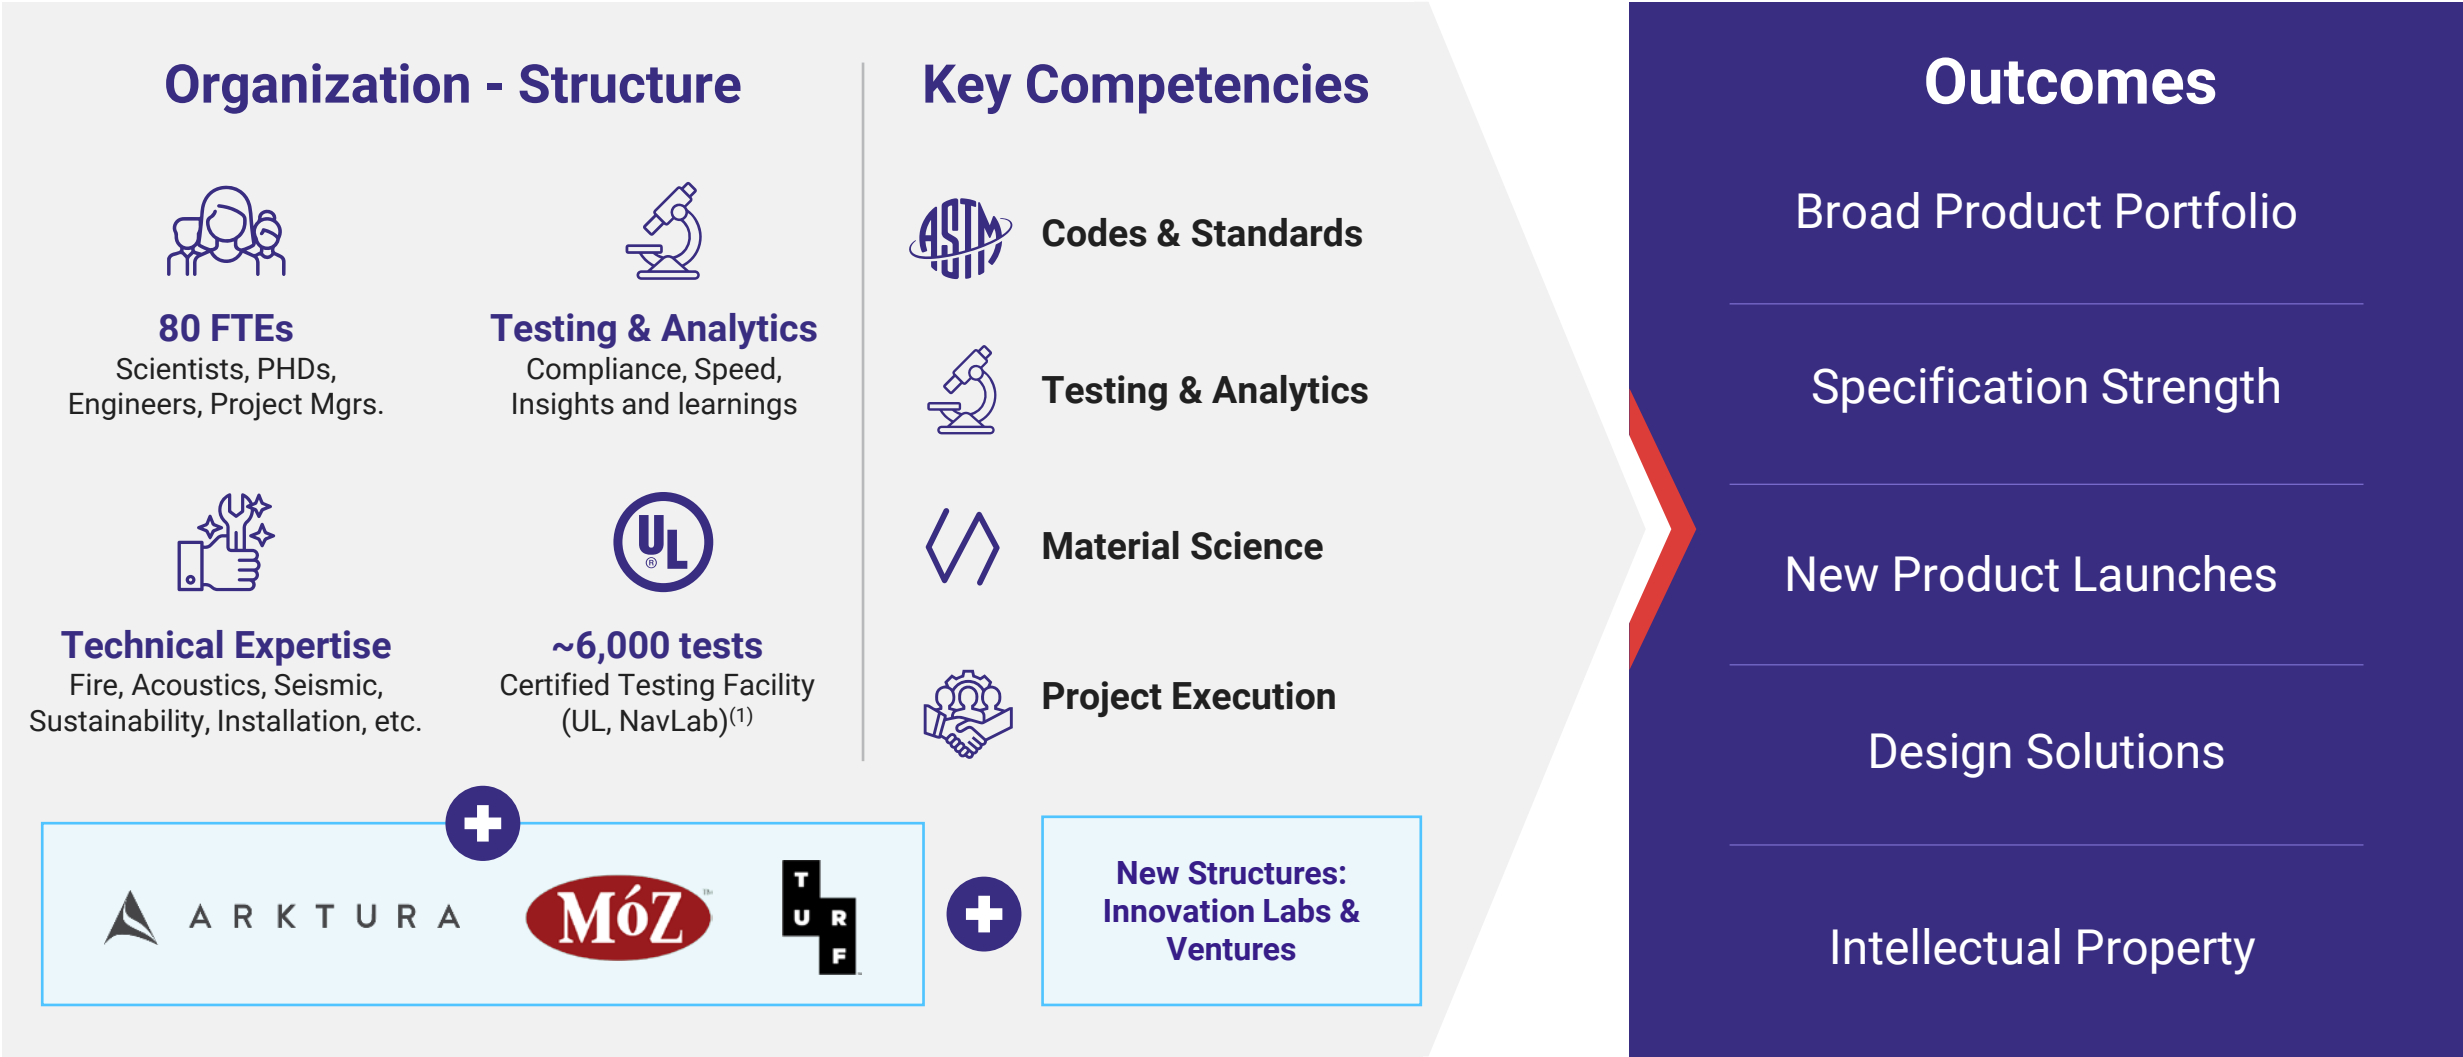 Organization - Structure
80 FTEs
Scientists, PHDs,
Engineers, Project Mgrs.
Testing & Analytics
Compliance, Speed,
Insights and learnings
Technical Expertise
Fire, Acoustics, Seismic,
Sustainability, Installation, etc.
UL
®
~6,000 tests
Certified Testing Facility
(UL, NavLab)(1)
Key Competencies
ASTM
Codes & Standards
Testing & Analytics
Material Science
Project Execution
ARKTURA
MóZ
T
U R
F
New Structures:
Innovation Labs &
Ventures
Outcomes
Broad Product Portfolio
Specification Strength
New Product Launches
Design Solutions
Intellectual Property